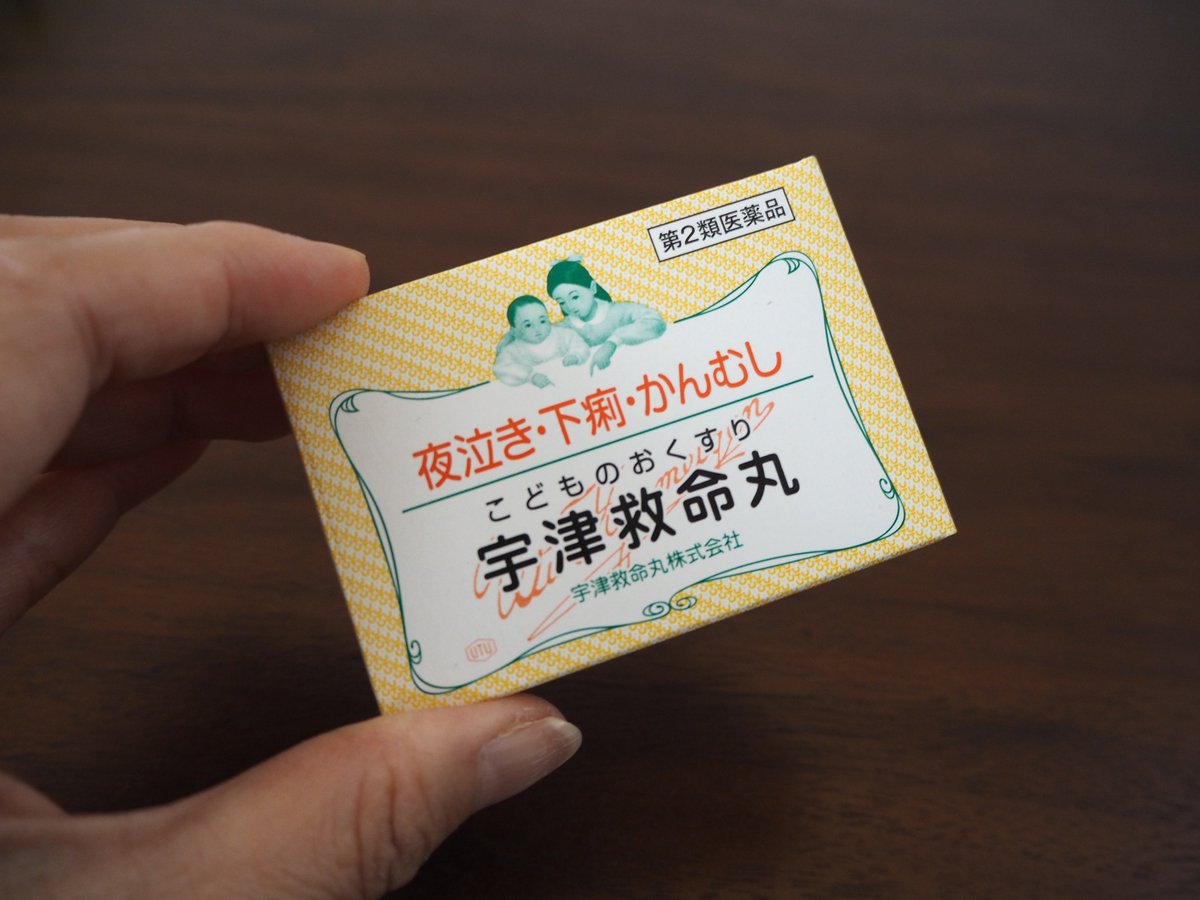 第2類医薬品
夜泣き・下痢・かんむし
こどものおくすり
宇津救命丸
宇津救命丸株式会社
UTU